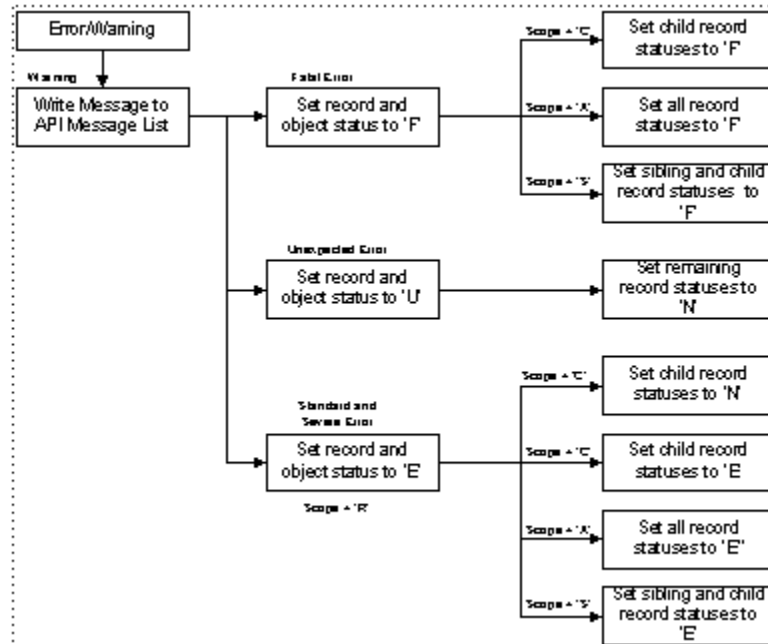 Error/Warning
Warning
Write Message to
API Message List
Fatal Error
Set record and
object status to 'F'
Scope = 'C'
Set child record
statuses to 'F'
Scope = 'A'
Set all record
statuses to 'F'
Scope = 'S'
Set sibling and child
record statuses to
'F'
Unexpected Error
Set record and
object status to 'U'
Set remaining
record statuses to
'N'
Standard and
Severe Error
Set record and
object status to 'E'
Scope = 'R'
Scope = 'C'
Set child record
statuses to 'N'
Scope = 'C'
Set child record
statuses to 'E
Scope = 'A'
Set all record
statuses to 'E"
Scope = 'S'
Set sibling and child
record statuses to
'E'